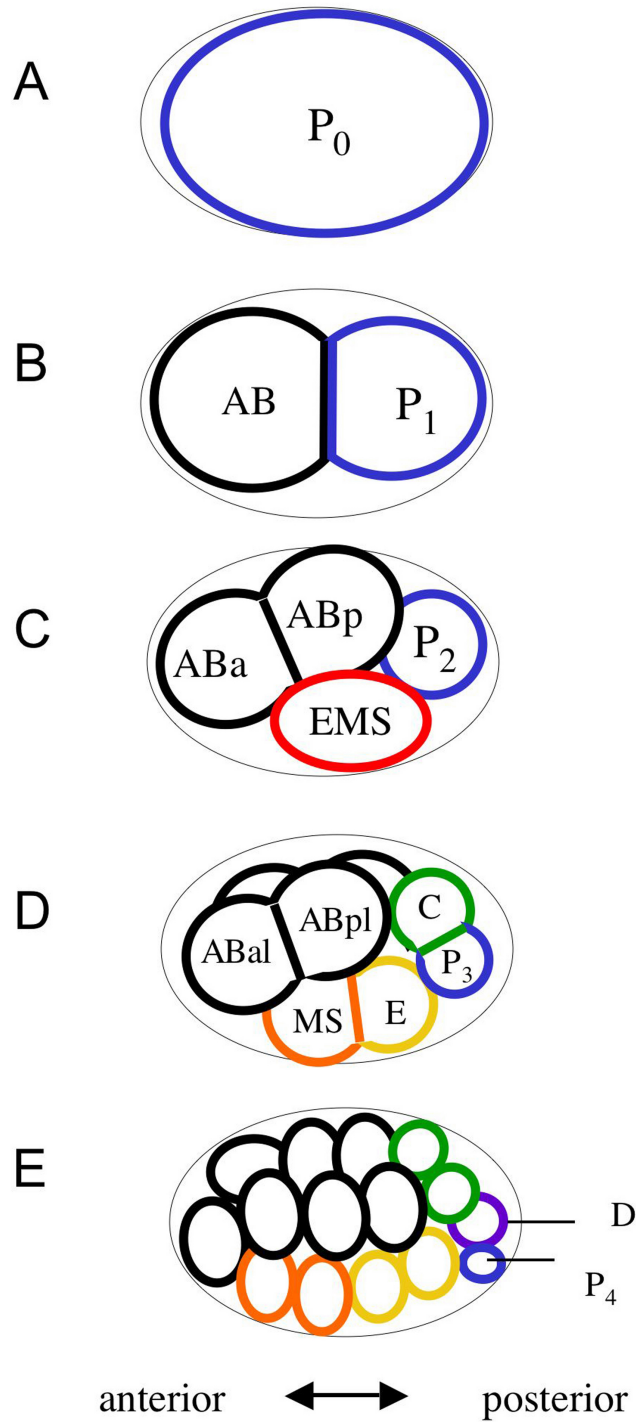 A
P0
B
AB P1
C
ABp
P2
ABa
EMS
D
C
ABpl
ABal
P3
MS E
E
D
P4
anterior posterior